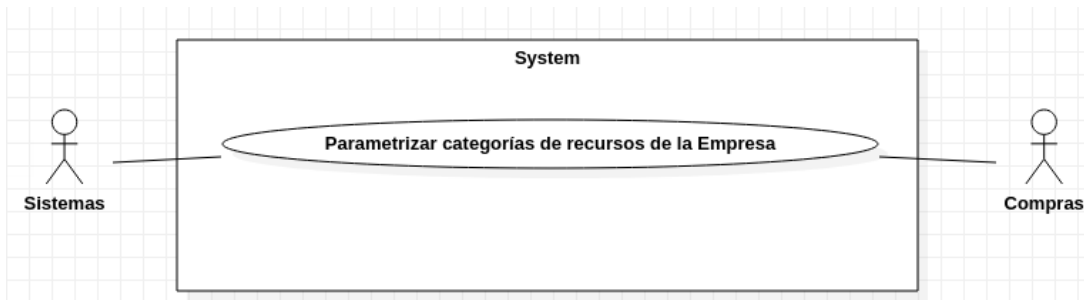 System
Parametrizar categorías de recursos de la Empresa
Sistemas
Compras